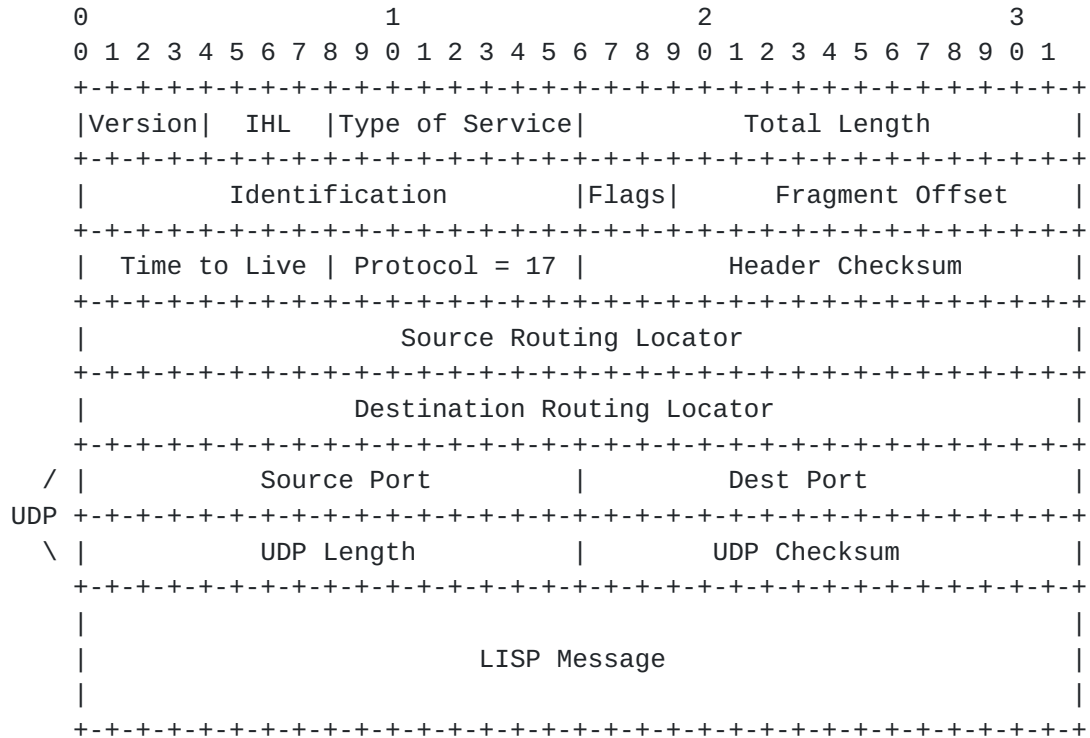 0                   1                   2                   3
0 1 2 3 4 5 6 7 8 9 0 1 2 3 4 5 6 7 8 9 0 1 2 3 4 5 6 7 8 9 0 1
+-+-+-+-+-+-+-+-+-+-+-+-+-+-+-+-+-+-+-+-+-+-+-+-+-+-+-+-+-+-+-+-+
|Version|  IHL  |Type of Service|          Total Length         |
+-+-+-+-+-+-+-+-+-+-+-+-+-+-+-+-+-+-+-+-+-+-+-+-+-+-+-+-+-+-+-+-+
|         Identification        |Flags|      Fragment Offset    |
+-+-+-+-+-+-+-+-+-+-+-+-+-+-+-+-+-+-+-+-+-+-+-+-+-+-+-+-+-+-+-+-+
|  Time to Live | Protocol = 17 |         Header Checksum       |
+-+-+-+-+-+-+-+-+-+-+-+-+-+-+-+-+-+-+-+-+-+-+-+-+-+-+-+-+-+-+-+-+
|                    Source Routing Locator                     |
+-+-+-+-+-+-+-+-+-+-+-+-+-+-+-+-+-+-+-+-+-+-+-+-+-+-+-+-+-+-+-+-+
|                 Destination Routing Locator                   |
+-+-+-+-+-+-+-+-+-+-+-+-+-+-+-+-+-+-+-+-+-+-+-+-+-+-+-+-+-+-+-+-+
/ |           Source Port         |         Dest Port             |
UDP +-+-+-+-+-+-+-+-+-+-+-+-+-+-+-+-+-+-+-+-+-+-+-+-+-+-+-+-+-+-+-+-+
\ |           UDP Length          |        UDP Checksum           |
+-+-+-+-+-+-+-+-+-+-+-+-+-+-+-+-+-+-+-+-+-+-+-+-+-+-+-+-+-+-+-+-+
|                                                               |
|                         LISP Message                          |
|                                                               |
+-+-+-+-+-+-+-+-+-+-+-+-+-+-+-+-+-+-+-+-+-+-+-+-+-+-+-+-+-+-+-+-+